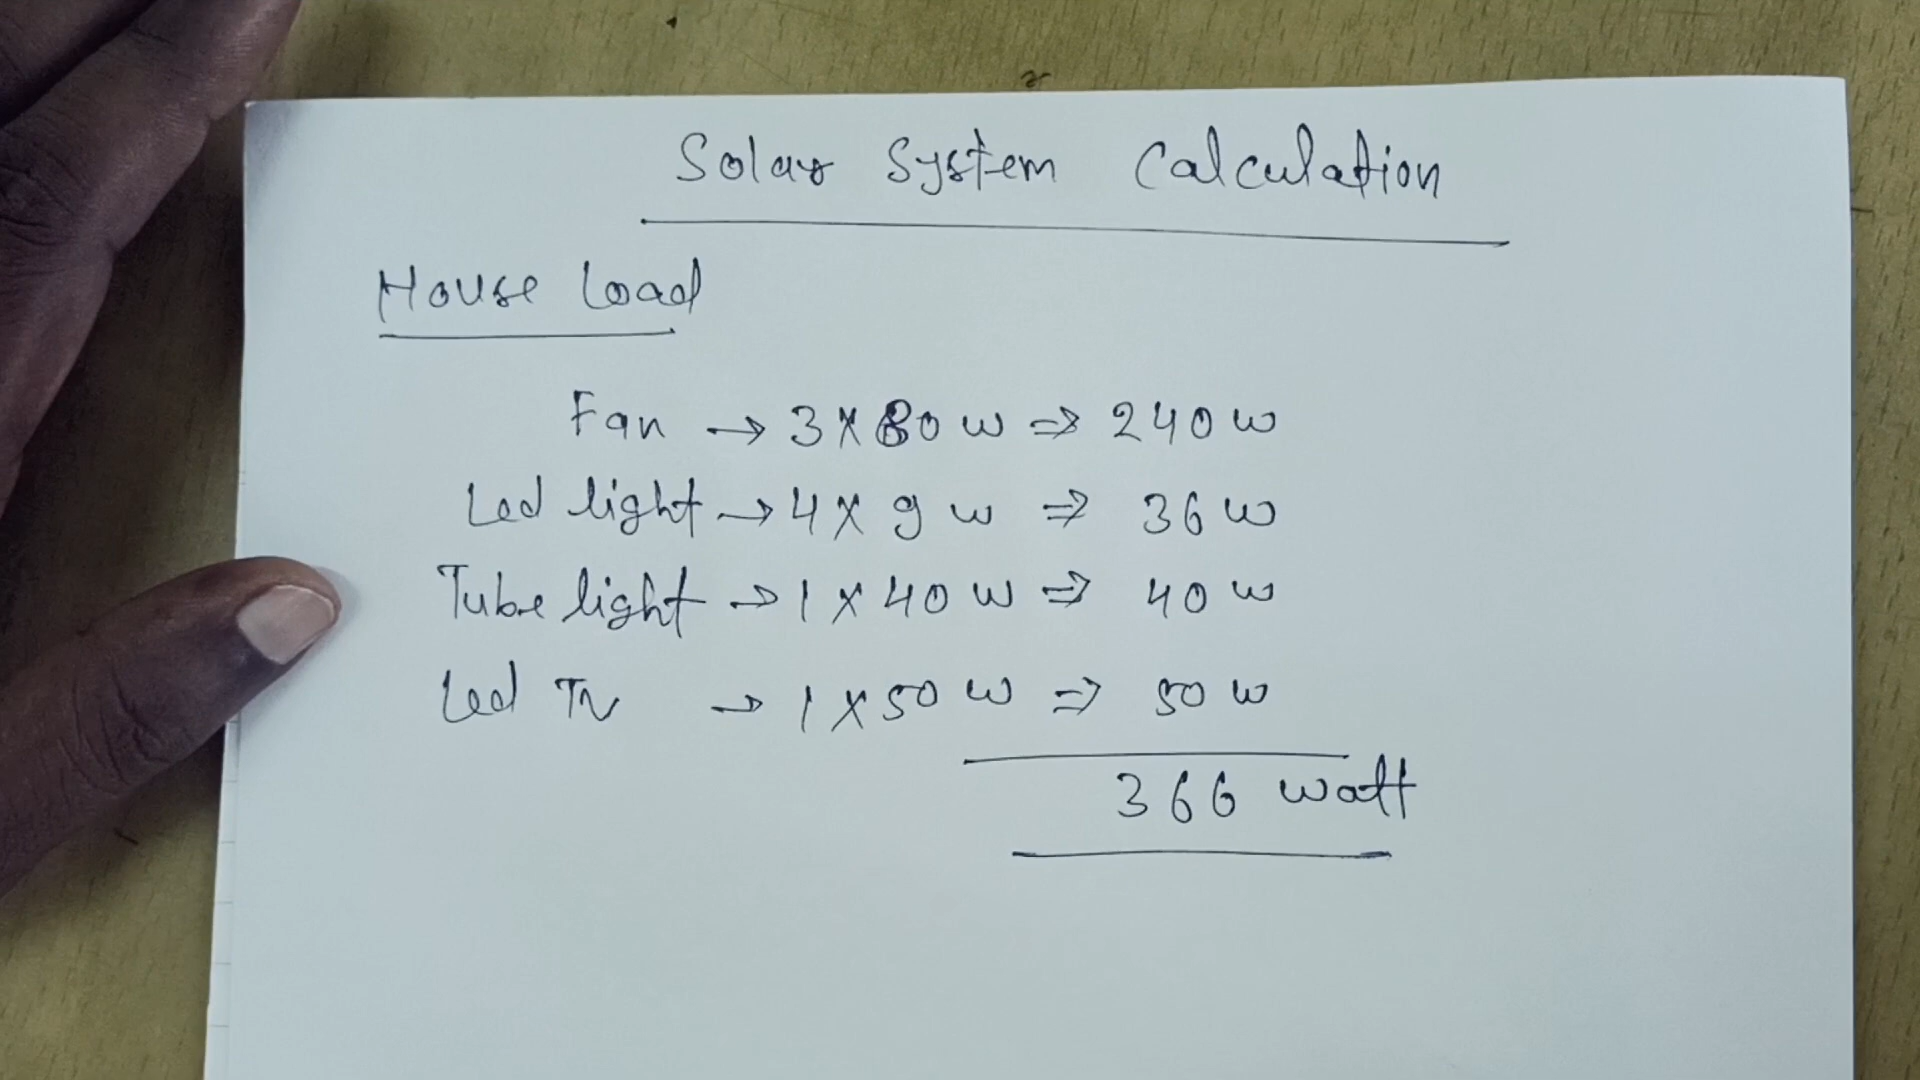 Solar System Calculation
House Load
Fan → 3 x 80 w ⇒ 240 w
Led light → 4 x 9 w ⇒ 36 w
Tube light → 1 x 40 w ⇒ 40 w
Led TV → 1 x 50 w ⇒ 50 w
366 watt